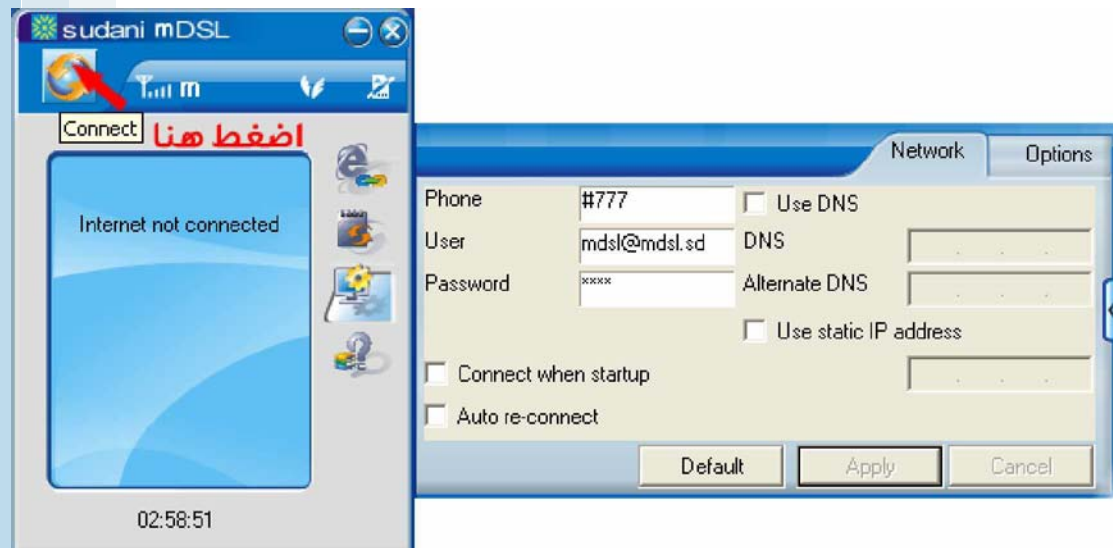 sudani mDSL
m
Connect
اضغط هنا
Internet not connected
02:58:51
Network
Options
Phone
#777
Use DNS
User
mdsl@mdsl.sd
DNS
Password
****
Alternate DNS
Use static IP address
Connect when startup
Auto re-connect
Default
Apply
Cancel